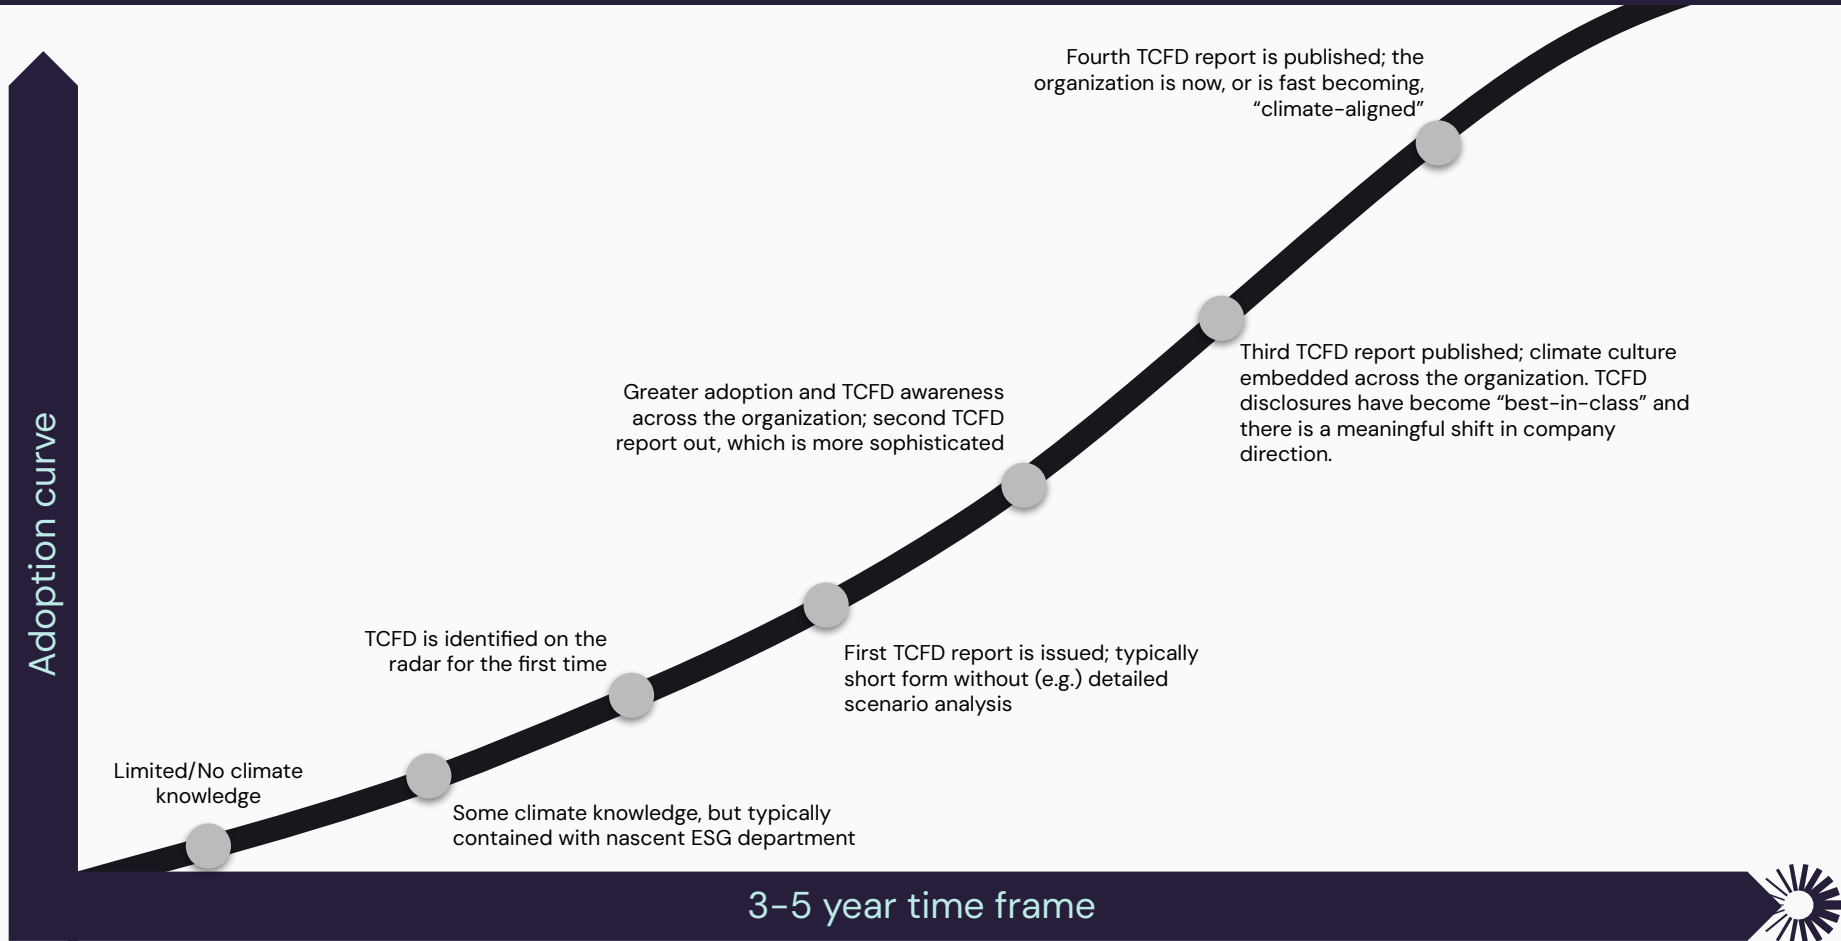 Fourth TCFD report is published; the
organization is now, or is fast becoming,
“climate-aligned”
Third TCFD report published; climate culture
embedded across the organization. TCFD
disclosures have become “best-in-class” and
there is a meaningful shift in company
direction.
Greater adoption and TCFD awareness
across the organization; second TCFD
report out, which is more sophisticated
Adoption curve
TCFD is identified on the
radar for the first time
First TCFD report is issued; typically
short form without (e.g.) detailed
scenario analysis
Limited/No climate
knowledge
Some climate knowledge, but typically
contained with nascent ESG department
3-5 year time frame